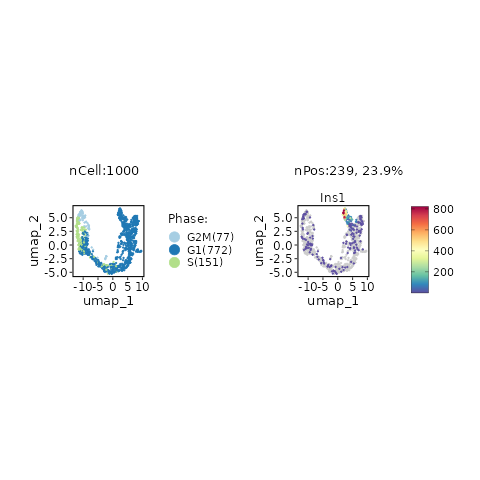 nCell:1000
umap_2
5.0
2.5
0.0
-2.5
-5.0
-10
-5
0
5
10
umap_1
Phase:
G2M(77)
G1(772)
S(151)
nPos:239, 23.9%
Ins1
umap_2
5.0
2.5
0.0
-2.5
-5.0
-10
-5
0
5
10
umap_1
800
600
400
200